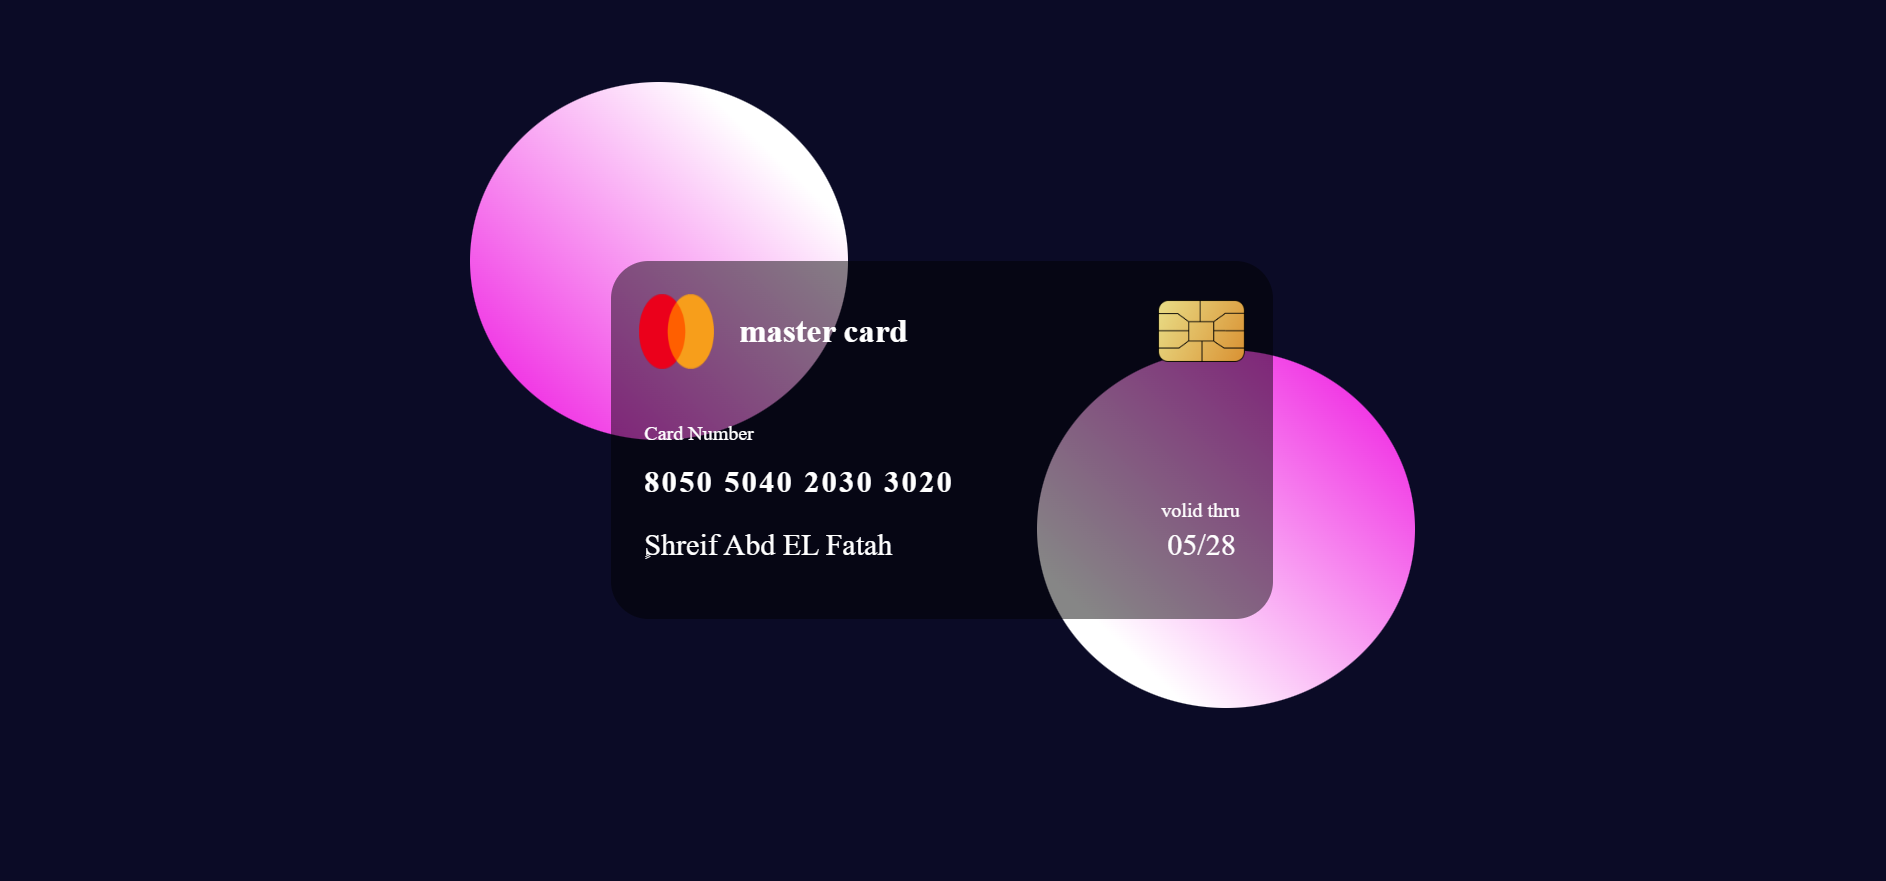 master card
Card Number
8050 5040 2030 3020
volid thru
Shreif Abd EL Fatah
05/28